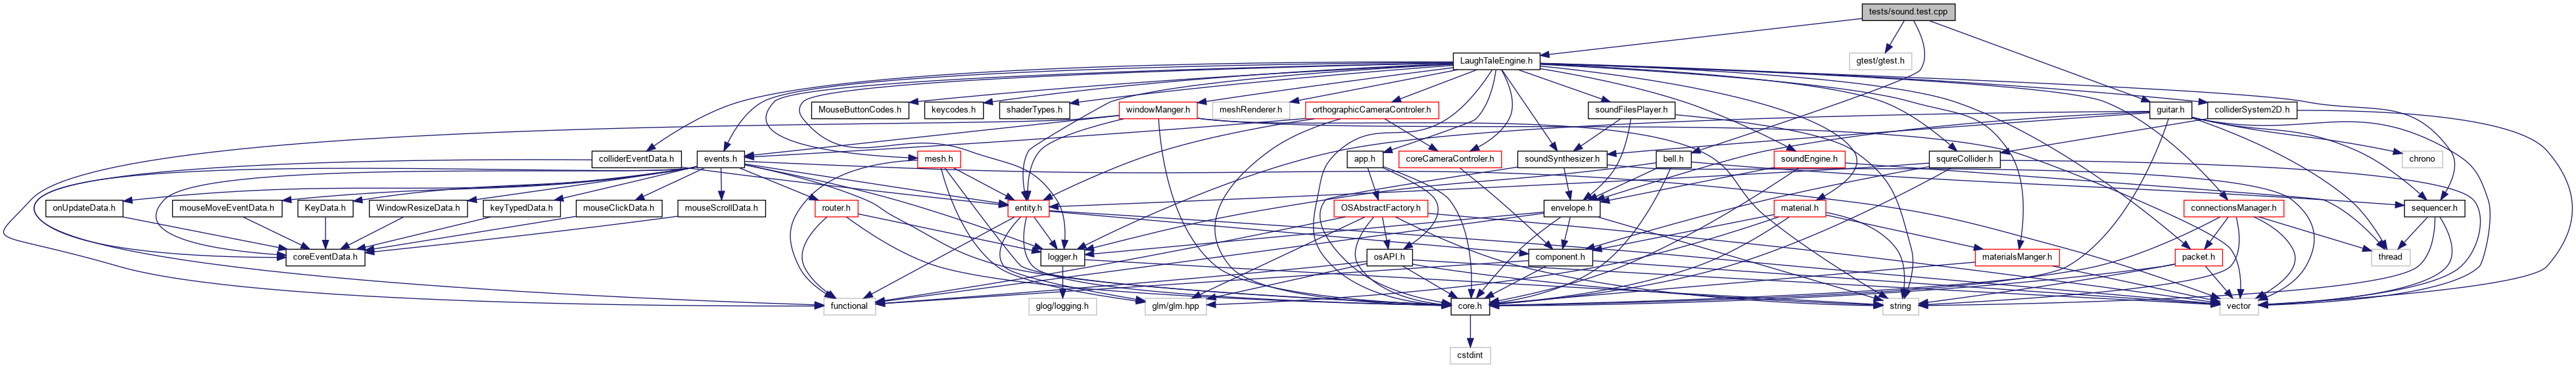 tests/sound.test.cpp
LaughTaleEngine.h
gtest/gtest.h
MouseButtonCodes.h
keycodes.h
shaderTypes.h
windowManger.h
meshRenderer.h
orthographicCameraControler.h
soundFilesPlayer.h
guitar.h
colliderSystem2D.h
colliderEventData.h
events.h
mesh.h
app.h
coreCameraControler.h
soundSynthesizer.h
bell.h
soundEngine.h
squreCollider.h
chrono
onUpdateData.h
mouseMoveEventData.h
KeyData.h
WindowResizeData.h
keyTypedData.h
mouseClickData.h
mouseScrollData.h
router.h
entity.h
OSAbstractFactory.h
envelope.h
material.h
connectionsManager.h
sequencer.h
coreEventData.h
logger.h
osAPI.h
component.h
materialsManger.h
packet.h
thread
functional
glog/logging.h
glm/glm.hpp
core.h
string
vector
cstdint